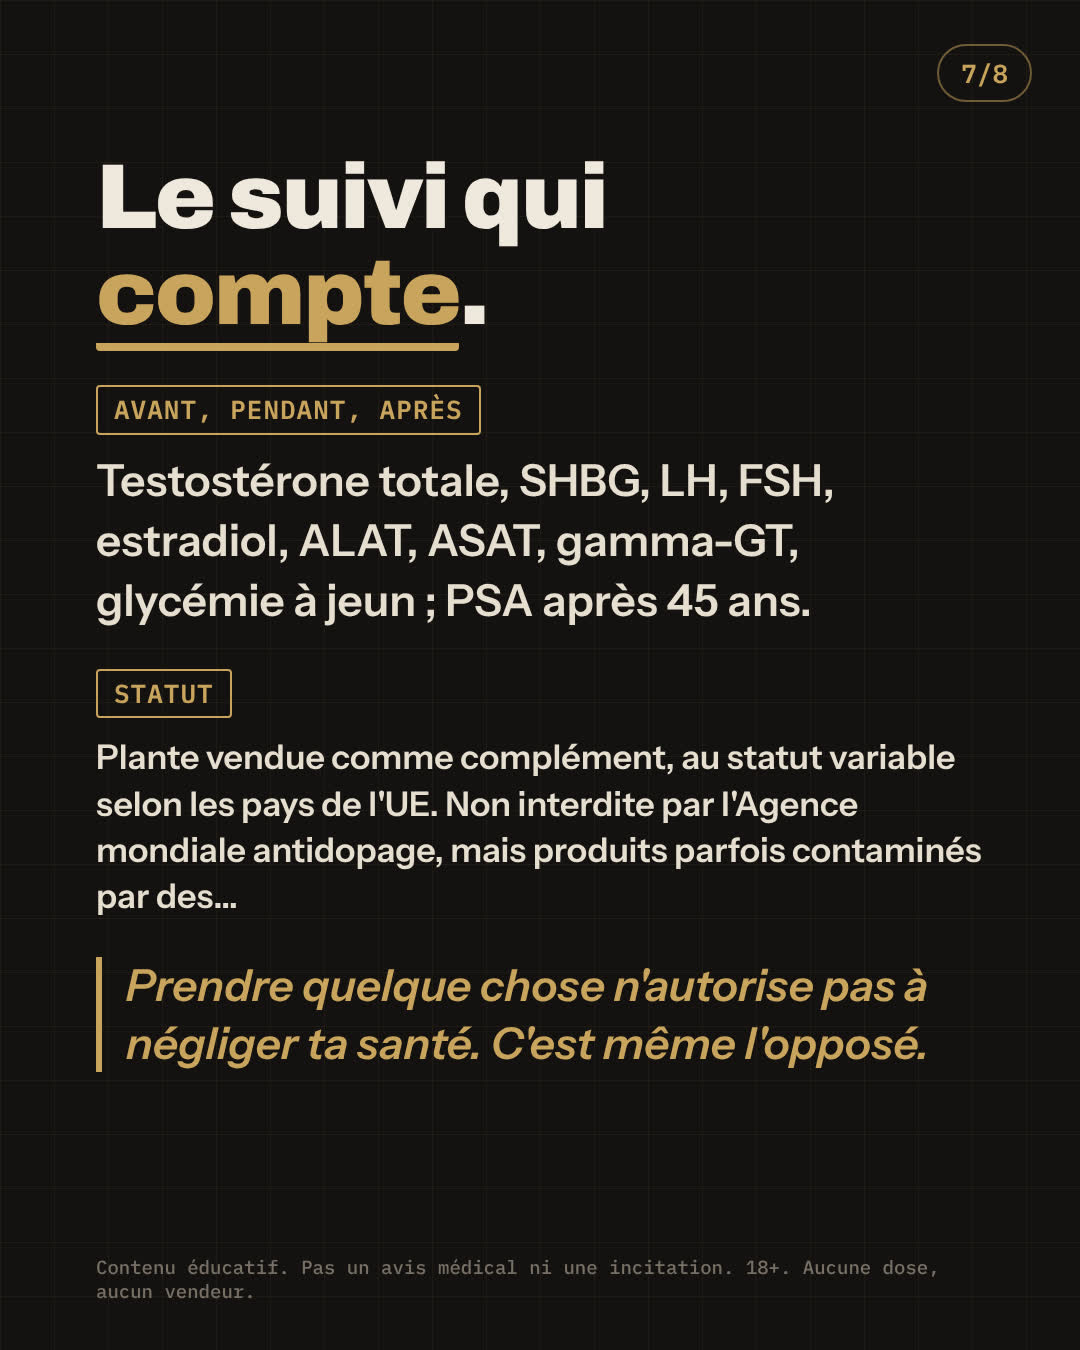 7/8
Le suivi qui
compte.
AVANT, PENDANT, APRÈS
Testostérone totale, SHBG, LH, FSH,
estradiol, ALAT, ASAT, gamma-GT,
glycémie à jeun ; PSA après 45 ans.
STATUT
Plante vendue comme complément, au statut variable
selon les pays de l'UE. Non interdite par l'Agence
mondiale antidopage, mais produits parfois contaminés
par des...
Prendre quelque chose n'autorise pas à
négliger ta santé. C'est même l'opposé.
Contenu éducatif. Pas un avis médical ni une incitation. 18+. Aucune dose,
aucun vendeur.